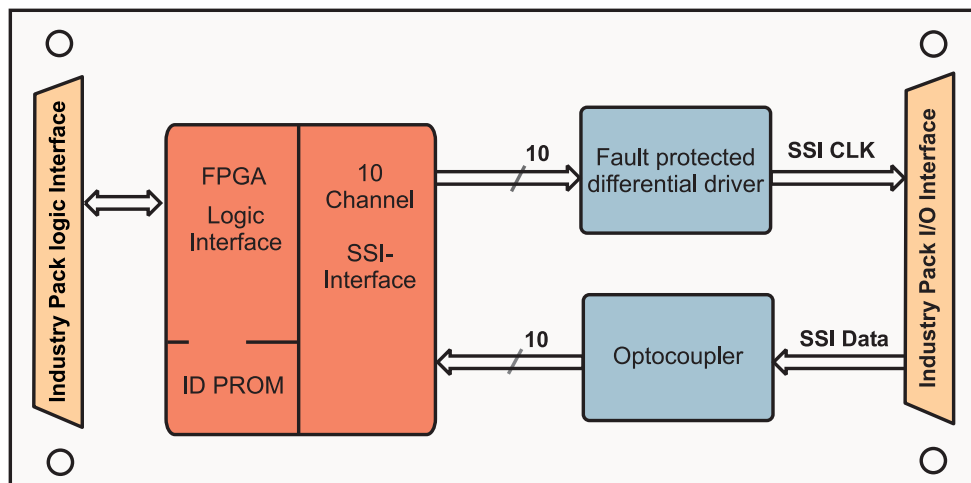 Industry Pack logic Interface
FPGA
Logic
Interface
ID PROM
10
Channel
SSI-
Interface
10
Fault protected
differential driver
SSI CLK
10
Optocoupler
SSI Data
Industry Pack I/O Interface